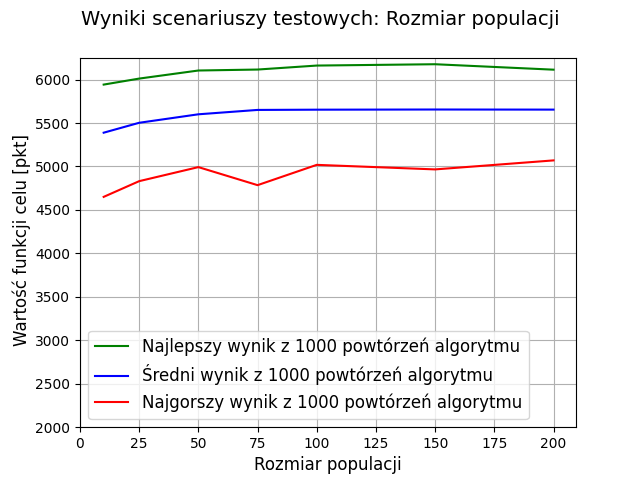 Wyniki scenariuszy testowych: Rozmiar populacji
Wartość funkcji celu [pkt]
6000
5500
5000
4500
4000
3500
3000
2500
2000
Najlepszy wynik z 1000 powtórzeń algorytmu
Średni wynik z 1000 powtórzeń algorytmu
Najgorszy wynik z 1000 powtórzeń algorytmu
0 25 50 75 100 125 150 175 200
Rozmiar populacji